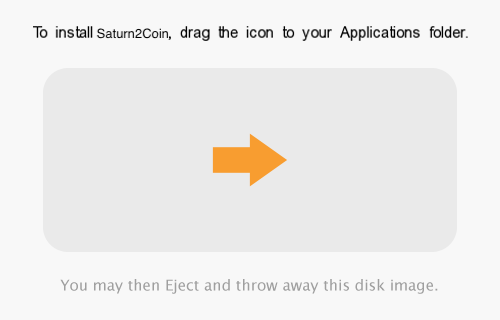 To install Saturn2Coin, drag the icon to your Applications folder.
You may then Eject and throw away this disk image.